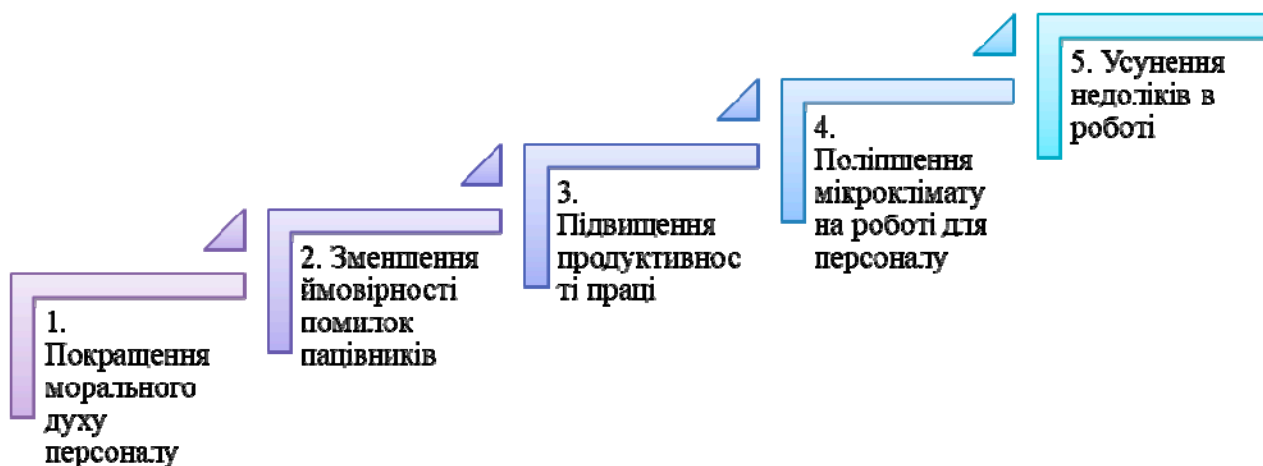 1.
Покращення
морального
духу
персоналу
2. Зменшення
ймовірності
помилок
пацівників
3.
Підвищення
продуктивнос
ті праці
4.
Поліпшення
мікроклімату
на роботі для
персоналу
5. Усунення
недоліків в
роботі